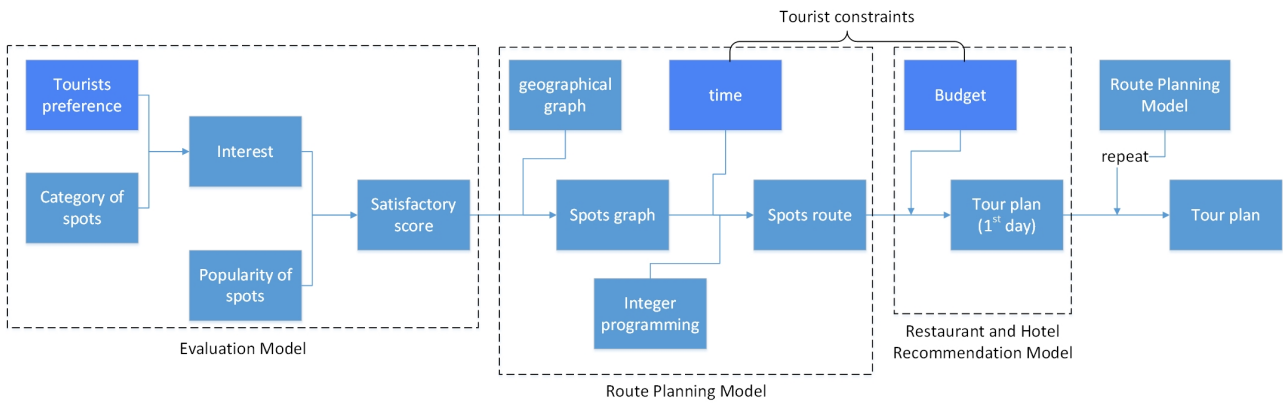 Tourist constraints
Tourists
preference
Category of
spots
Interest
Popularity of
spots
Satisfactory
score
Evaluation Model
geographical
graph
time
Spots graph
Integer
programming
Spots route
Route Planning Model
Budget
Tour plan
(1st day)
Restaurant and Hotel
Recommendation Model
Route Planning
Model
repeat
Tour plan